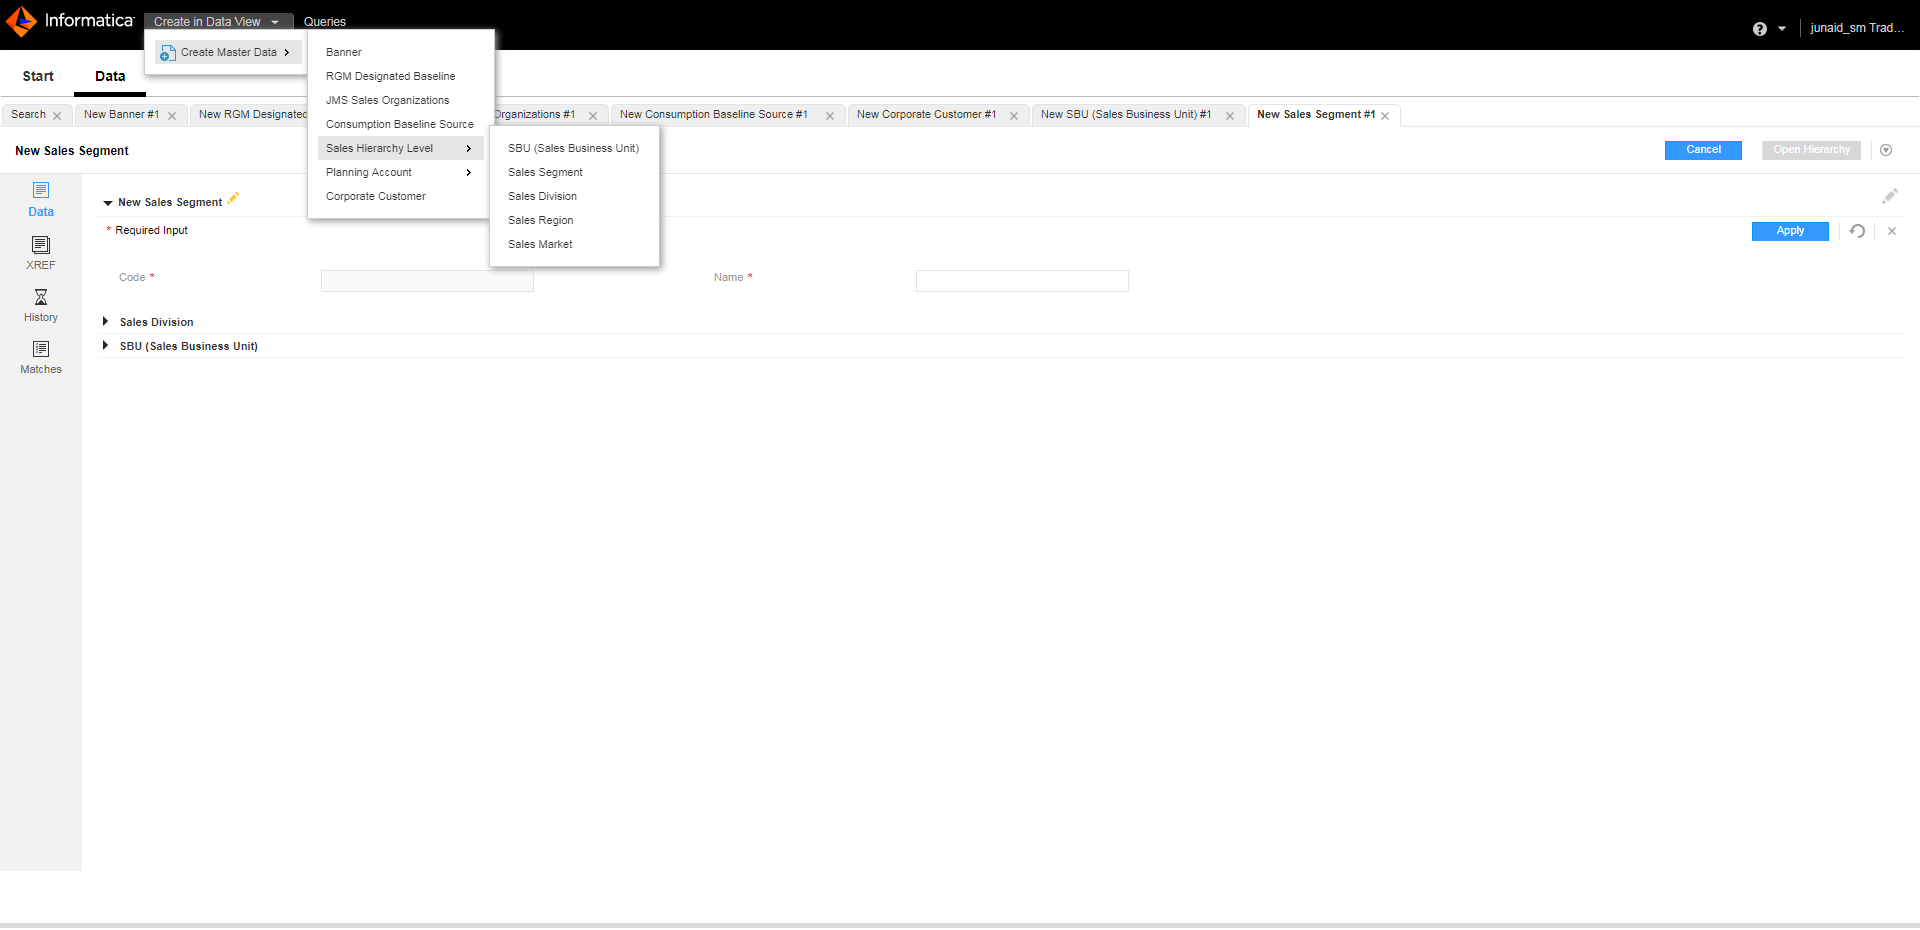 Informatica
Create in Data View
Queries
junaid_sm Trad...
Create Master Data
Banner
RGM Designated Baseline
JMS Sales Organizations
Consumption Baseline Source
Sales Hierarchy Level
Planning Account
Corporate Customer
SBU (Sales Business Unit)
Sales Segment
Sales Division
Sales Region
Sales Market
Start
Data
Search
New Banner #1
New RGM Designated
Organizations #1
New Consumption Baseline Source #1
New Corporate Customer #1
New SBU (Sales Business Unit) #1
New Sales Segment #1
New Sales Segment
Cancel
Open Hierarchy
Data
XREF
History
Matches
New Sales Segment
* Required Input
Apply
Code *
Name *
Sales Division
SBU (Sales Business Unit)